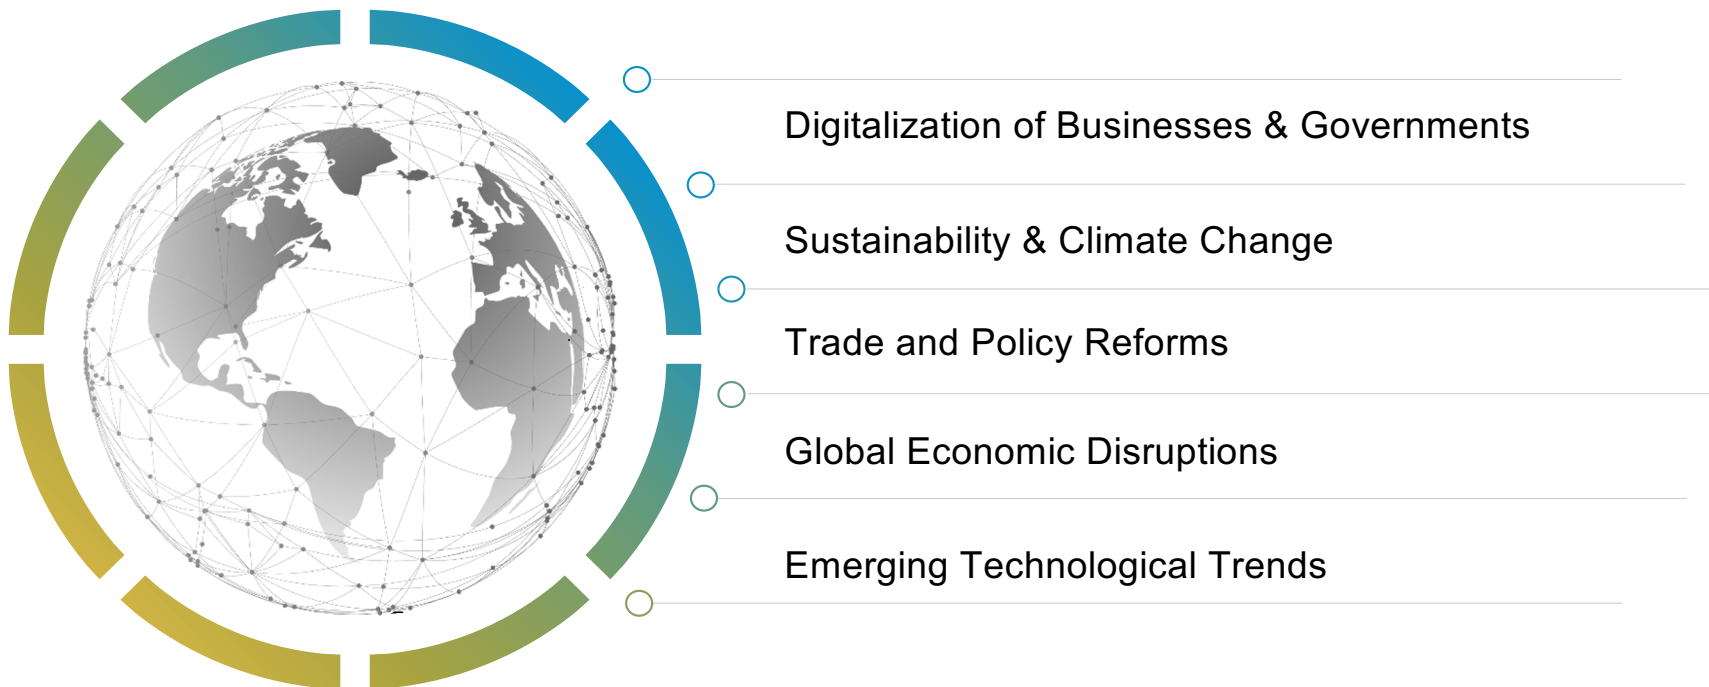 Digitalization of Businesses & Governments
Sustainability & Climate Change
Trade and Policy Reforms
Global Economic Disruptions
Emerging Technological Trends